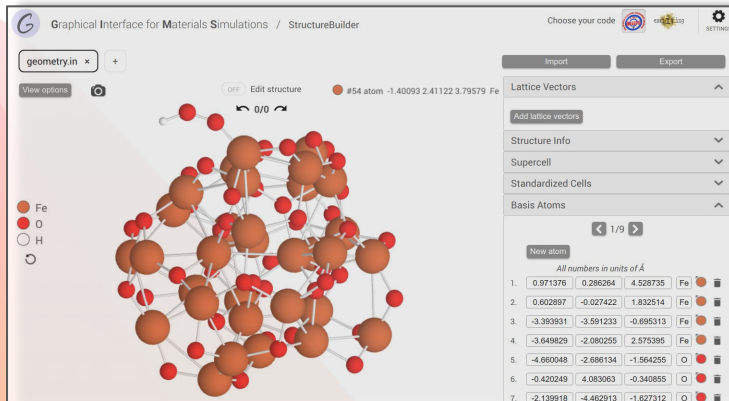 Graphical Interface for Materials Simulations / StructureBuilder
Choose your code
SETTINGS
geometry.in × +
Import Export
View options
OFF Edit structure
#54 atom -1.40093 2.41122 3.79579 Fe
0/0
Fe
O
H
Lattice Vectors
Add lattice vectors
Structure Info
Supercell
Standardized Cells
Basis Atoms
1/9
New atom
All numbers in units of Å
1. 0.971376 0.286264 4.528735 Fe
2. 0.602897 -0.027422 1.832514 Fe
3. -3.393931 -3.591233 -0.695313 Fe
4. -3.649829 -2.080255 2.575395 Fe
5. -4.660048 -2.686134 -1.564255 O
6. -0.420249 4.083063 -0.340855 O
7. -2.139918 -4.462913 -1.627312 O